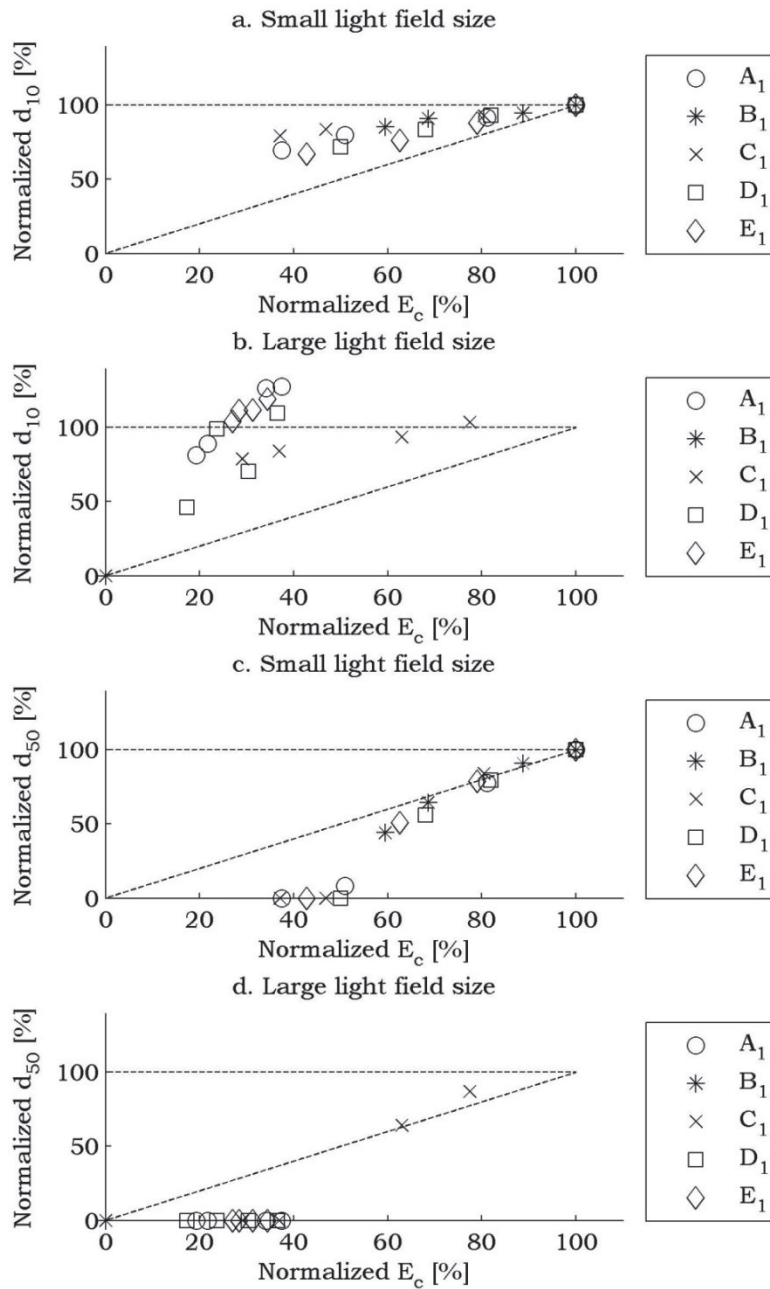 a. Small light field size
Normalized d10 [%]
100
50
0
0 20 40 60 80 100
Normalized Ec [%]
A1
B1
C1
D1
E1
b. Large light field size
Normalized d10 [%]
100
50
0
0 20 40 60 80 100
Normalized Ec [%]
A1
B1
C1
D1
E1
c. Small light field size
Normalized d50 [%]
100
50
0
0 20 40 60 80 100
Normalized Ec [%]
A1
B1
C1
D1
E1
d. Large light field size
Normalized d50 [%]
100
50
0
0 20 40 60 80 100
Normalized Ec [%]
A1
B1
C1
D1
E1